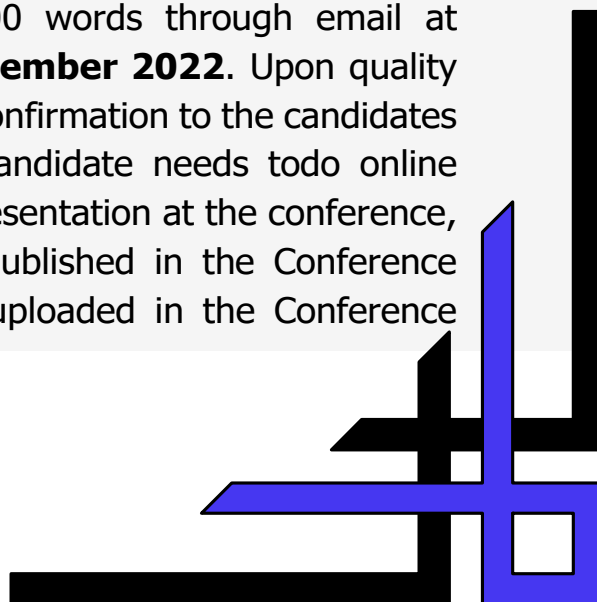 00 words through email at
ember 2022. Upon quality
onfirmation to the candidates
andidate needs todo online
esentation at the conference,
ublished in the Conference
uploaded in the Conference